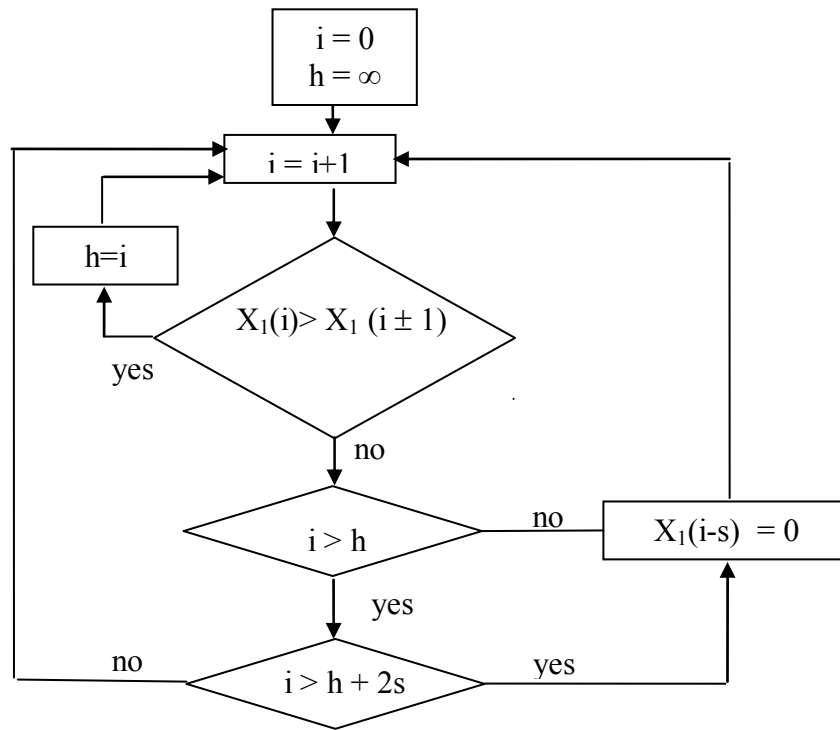 i = 0
h = ∞
i = i+1
h=i
X₁(i)> X₁ (i ± 1)
yes
no
i > h
no
X₁(i-s) = 0
yes
no
i > h + 2s
yes